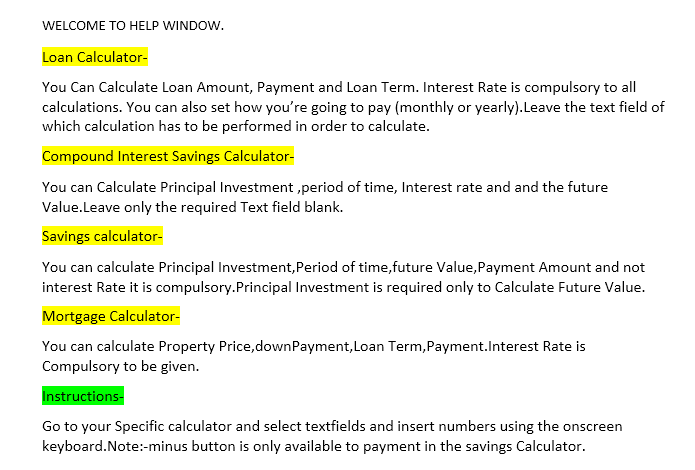 WELCOME TO HELP WINDOW.
Loan Calculator-
You Can Calculate Loan Amount, Payment and Loan Term. Interest Rate is compulsory to all
calculations. You can also set how you’re going to pay (monthly or yearly).Leave the text field of
which calculation has to be performed in order to calculate.
Compound Interest Savings Calculator-
You can Calculate Principal Investment ,period of time, Interest rate and and the future
Value.Leave only the required Text field blank.
Savings calculator-
You can calculate Principal Investment,Period of time,future Value,Payment Amount and not
interest Rate it is compulsory.Principal Investment is required only to Calculate Future Value.
Mortgage Calculator-
You can calculate Property Price,downPayment,Loan Term,Payment.Interest Rate is
Compulsory to be given.
Instructions-
Go to your Specific calculator and select textfields and insert numbers using the onscreen
keyboard.Note:-minus button is only available to payment in the savings Calculator.